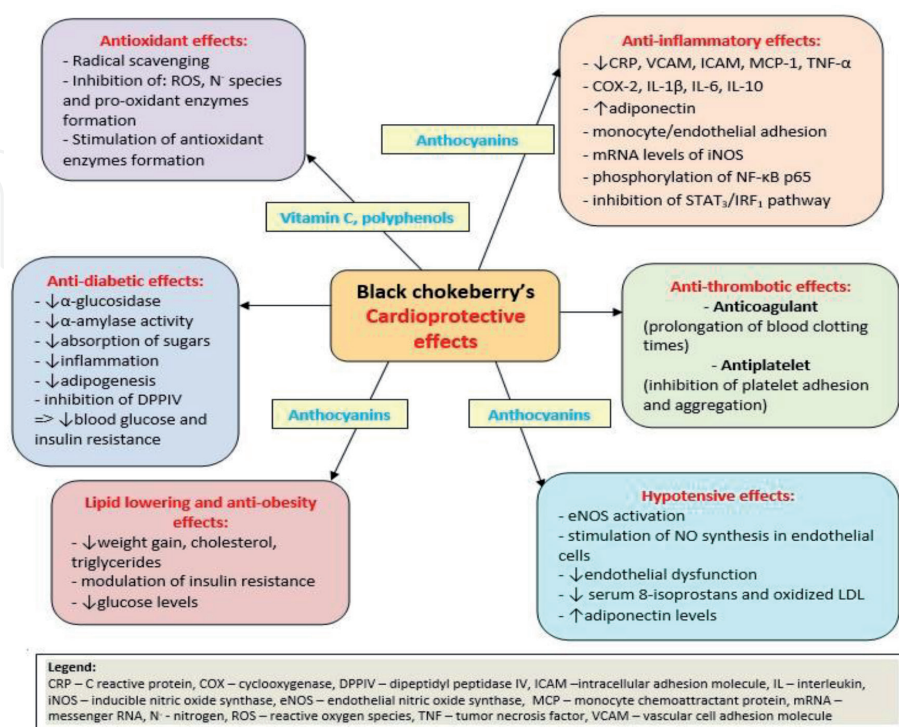 Antioxidant effects:
- Radical scavenging
- Inhibition of: ROS, N⁻ species
and pro-oxidant enzymes
formation
- Stimulation of antioxidant
enzymes formation
Anti-inflammatory effects:
- ↓CRP, VCAM, ICAM, MCP-1, TNF-α
- COX-2, IL-1β, IL-6, IL-10
- ↑adiponectin
- monocyte/endothelial adhesion
- mRNA levels of iNOS
- phosphorylation of NF-κB p65
- inhibition of STAT₃/IRF₁ pathway
Anthocyanins
Vitamin C, polyphenols
Anti-diabetic effects:
- ↓α-glucosidase
- ↓α-amylase activity
- ↓absorption of sugars
- ↓inflammation
- ↓adipogenesis
- inhibition of DPPIV
=> ↓blood glucose and
insulin resistance
Black chokeberry's
Cardioprotective
effects
Anti-thrombotic effects:
- Anticoagulant
(prolongation of blood clotting
times)
- Antiplatelet
(inhibition of platelet adhesion
and aggregation)
Anthocyanins
Anthocyanins
Lipid lowering and anti-obesity
effects:
- ↓weight gain, cholesterol,
triglycerides
- modulation of insulin resistance
- ↓glucose levels
Hypotensive effects:
- eNOS activation
- stimulation of NO synthesis in endothelial
cells
- ↓endothelial dysfunction
- ↓ serum 8-isoprostans and oxidized LDL
- ↑adiponectin levels
Legend:
CRP – C reactive protein, COX – cyclooxygenase, DPPIV – dipeptidyl peptidase IV, ICAM –intracellular adhesion molecule, IL – interleukin,
iNOS – inducible nitric oxide synthase, eNOS – endothelial nitric oxide synthase, MCP – monocyte chemoattractant protein, mRNA –
messenger RNA, N⁻ - nitrogen, ROS – reactive oxygen species, TNF – tumor necrosis factor, VCAM – vascular cell adhesion molecule